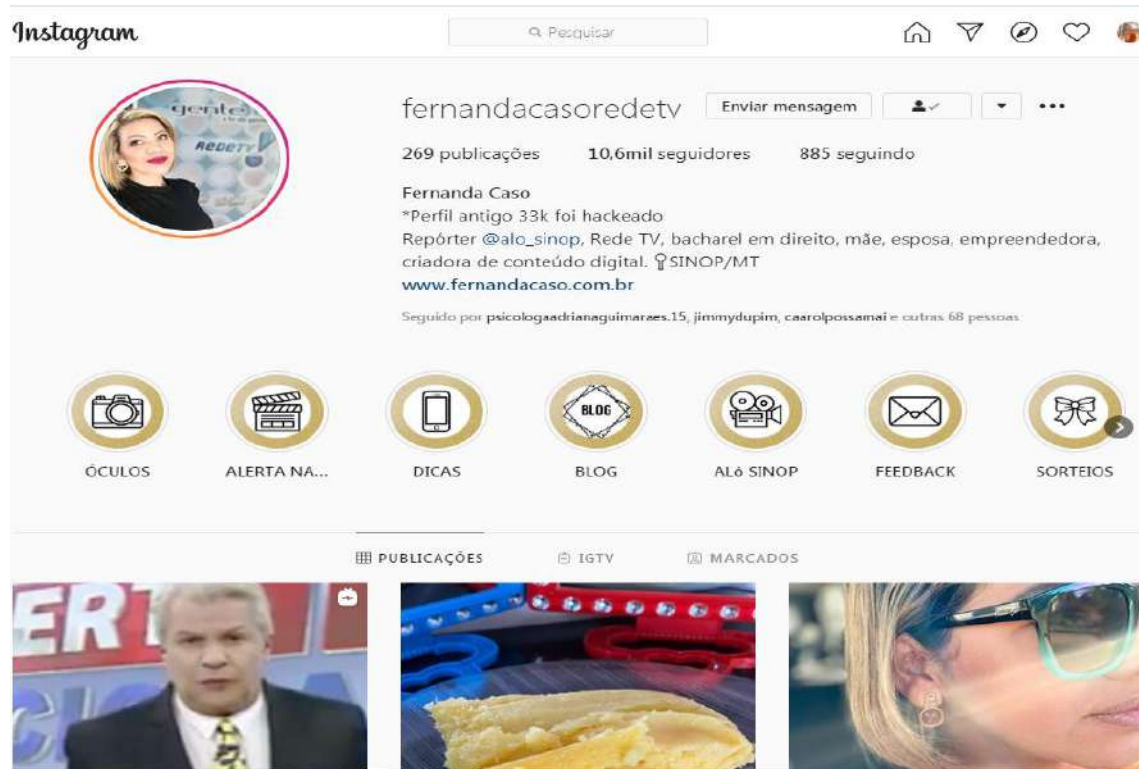 Instagram
Pesquisar
gente
REDETV
fernandacasoredetv Enviar mensagem
269 publicações 10,6mil seguidores 885 seguindo
Fernanda Caso
*Perfil antigo 33k foi hackeado
Repórter @alo_sinop, Rede TV, bacharel em direito, mãe, esposa, empreendedora,
criadora de conteúdo digital. SINOP/MT
www.fernandacaso.com.br
Seguido por psicologaadrianaguimaraes.15, jimmydupim, caarolpossamai e outras 68 pessoas
BLOG
ÓCULOS ALERTA NA... DICAS BLOG ALô SINOP FEEDBACK SORTEIOS
PUBLICAÇÕES IGTV MARCADOS
ERT